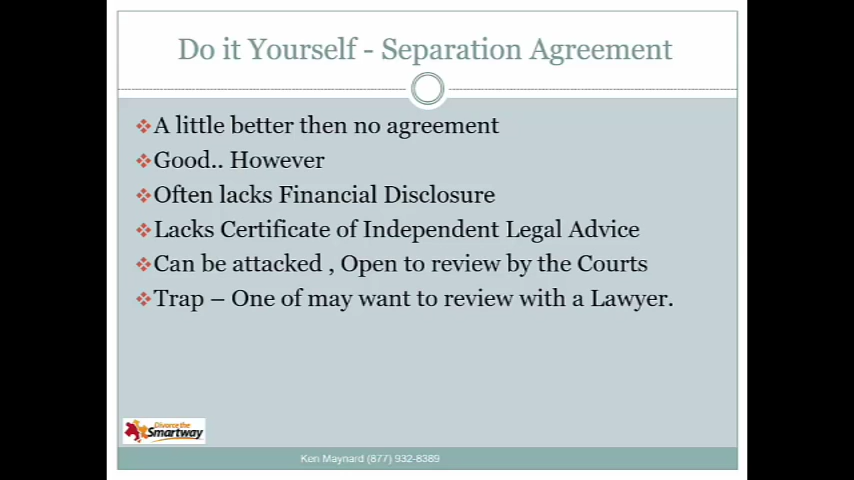 Do it Yourself - Separation Agreement
A little better then no agreement
Good.. However
Often lacks Financial Disclosure
Lacks Certificate of Independent Legal Advice
Can be attacked , Open to review by the Courts
Trap – One of may want to review with a Lawyer.
Divorce the
Smartway
Ken Maynard (877) 932-8389